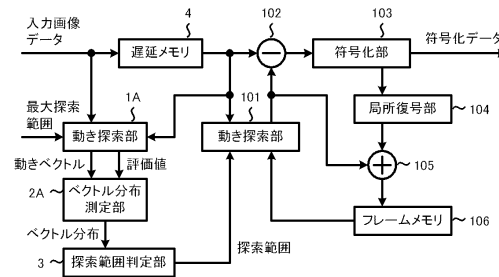 入力画像
データ
4
遅延メモリ
102
−
103
符号化部
符号化データ
最大探索
範囲
1A
動き探索部
101
動き探索部
局所復号部
104
動きベクトル
評価値
+
105
2A
ベクトル分布
測定部
フレームメモリ
106
ベクトル分布
3
探索範囲判定部
探索範囲